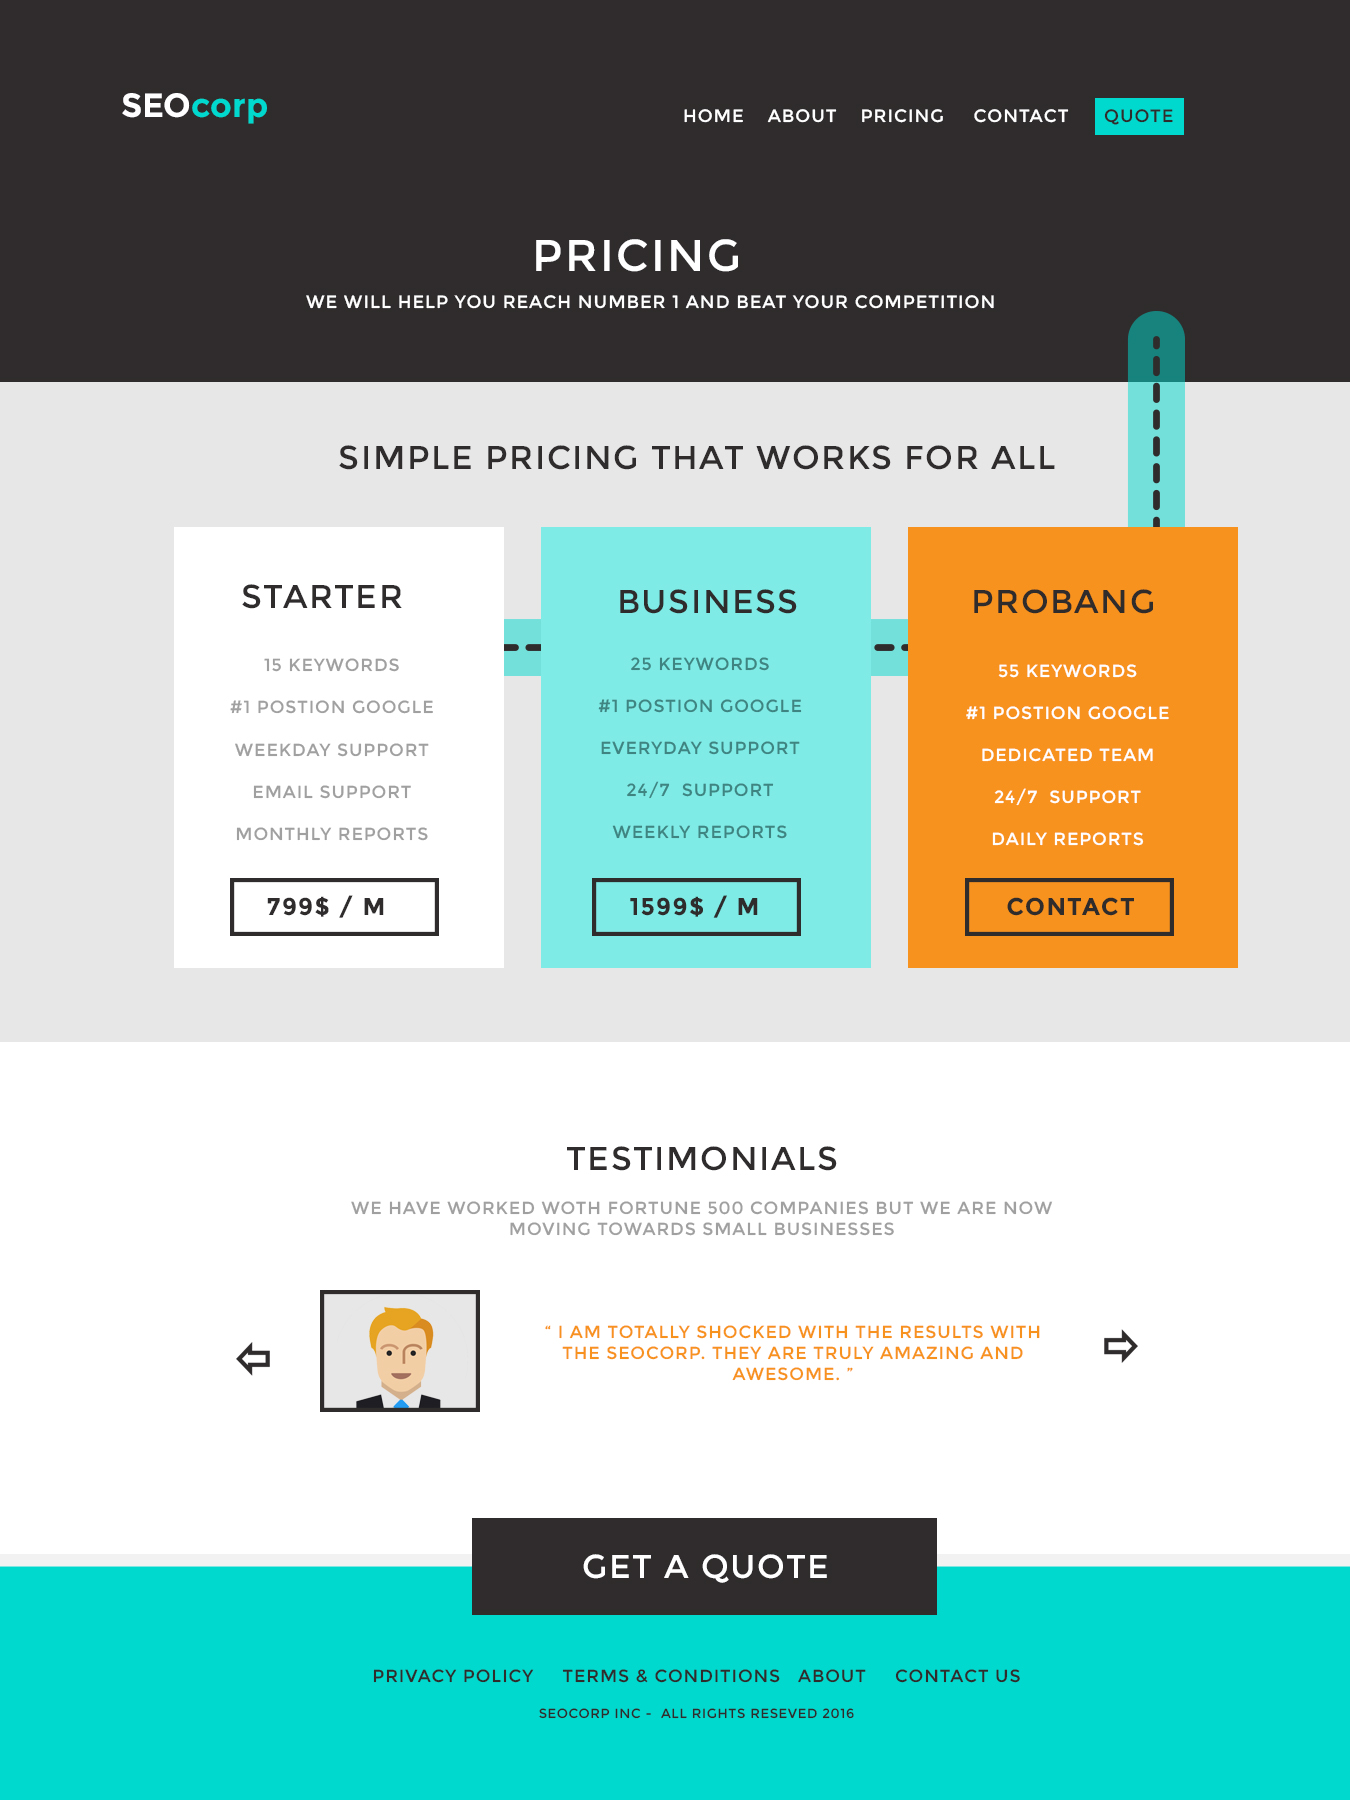 SEOcorp
HOME ABOUT PRICING CONTACT QUOTE
PRICING
WE WILL HELP YOU REACH NUMBER 1 AND BEAT YOUR COMPETITION
SIMPLE PRICING THAT WORKS FOR ALL
STARTER
15 KEYWORDS
#1 POSTION GOOGLE
WEEKDAY SUPPORT
EMAIL SUPPORT
MONTHLY REPORTS
799$ / M
BUSINESS
25 KEYWORDS
#1 POSTION GOOGLE
EVERYDAY SUPPORT
24/7 SUPPORT
WEEKLY REPORTS
1599$ / M
PROBANG
55 KEYWORDS
#1 POSTION GOOGLE
DEDICATED TEAM
24/7 SUPPORT
DAILY REPORTS
CONTACT
TESTIMONIALS
WE HAVE WORKED WOTH FORTUNE 500 COMPANIES BUT WE ARE NOW
MOVING TOWARDS SMALL BUSINESSES
“ I AM TOTALLY SHOCKED WITH THE RESULTS WITH
THE SEOCORP. THEY ARE TRULY AMAZING AND
AWESOME. ”
GET A QUOTE
PRIVACY POLICY TERMS & CONDITIONS ABOUT CONTACT US
SEOCORP INC - ALL RIGHTS RESEVED 2016